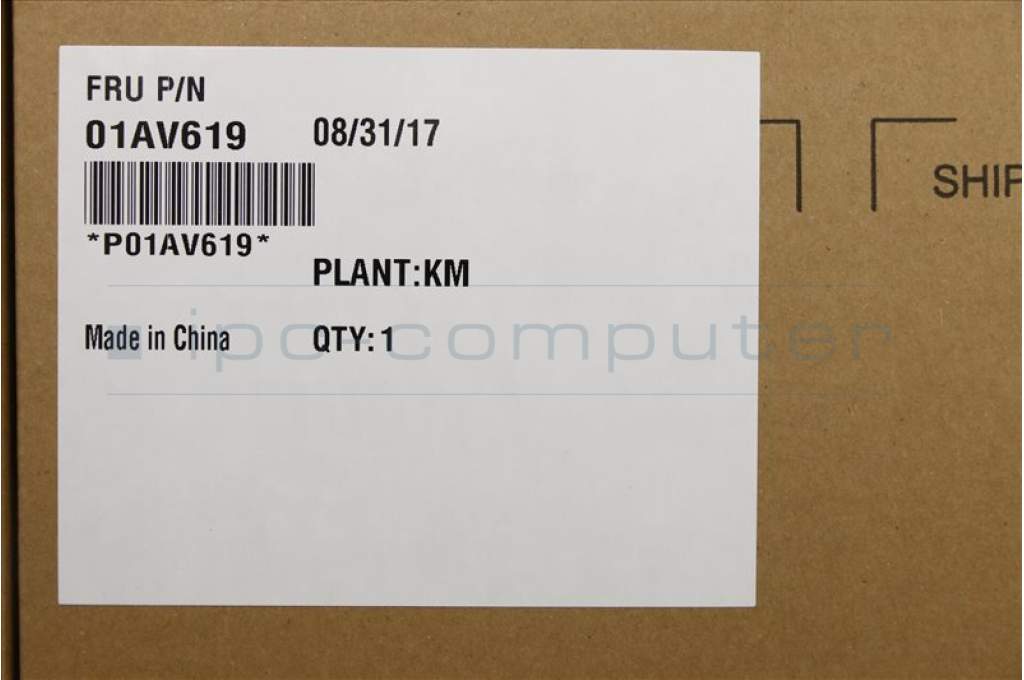 FRU P/N
01AV619 08/31/17
*P01AV619*
PLANT:KM
Made in China QTY: 1
ipc-computer
SHIP